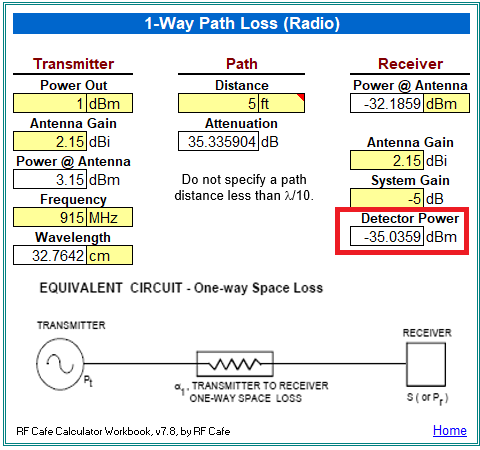 1-Way Path Loss (Radio)
Transmitter
Power Out
1 dBm
Antenna Gain
2.15 dBi
Power @ Antenna
3.15 dBm
Frequency
915 MHz
Wavelength
32.7642 cm
Path
Distance
5 ft
Attenuation
35.335904 dB
Do not specify a path
distance less than λ/10.
Receiver
Power @ Antenna
-32.1859 dBm
Antenna Gain
2.15 dBi
System Gain
-5 dB
Detector Power
-35.0359 dBm
EQUIVALENT CIRCUIT - One-way Space Loss
TRANSMITTER
Pt
α1, TRANSMITTER TO RECEIVER
ONE-WAY SPACE LOSS
RECEIVER
S ( or Pr )
RF Cafe Calculator Workbook, v7.8, by RF Cafe
Home